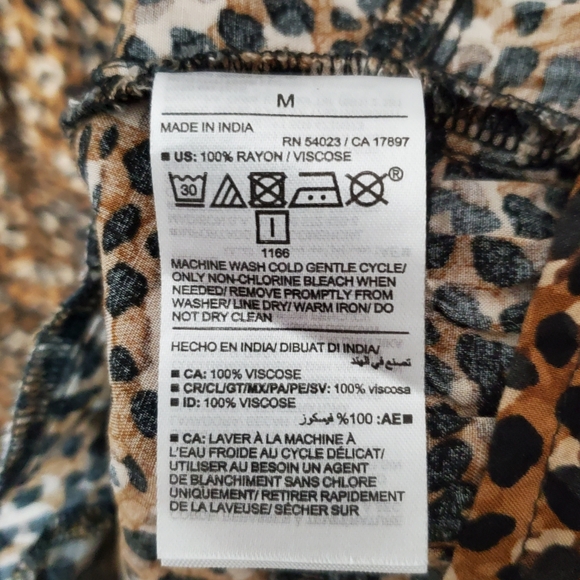 M
MADE IN INDIA
RN 54023 / CA 17897
■ US: 100% RAYON / VISCOSE
30
®
I
1166
MACHINE WASH COLD GENTLE CYCLE/
ONLY NON-CHLORINE BLEACH WHEN
NEEDED/ REMOVE PROMPTLY FROM
WASHER/ LINE DRY/ WARM IRON/ DO
NOT DRY CLEAN
HECHO EN INDIA/ DIBUAT DI INDIA/
تصنع في الهند
■ CA: 100% VISCOSE
■ CR/CL/GT/MX/PA/PE/SV: 100% viscosa
■ ID: 100% VISCOSE
■AE: 100% فيسكوز
■ CA: LAVER À LA MACHINE À
L'EAU FROIDE AU CYCLE DÉLICAT/
UTILISER AU BESOIN UN AGENT
DE BLANCHIMENT SANS CHLORE
UNIQUEMENT/ RETIRER RAPIDEMENT
DE LA LAVEUSE/ SÉCHER SUR